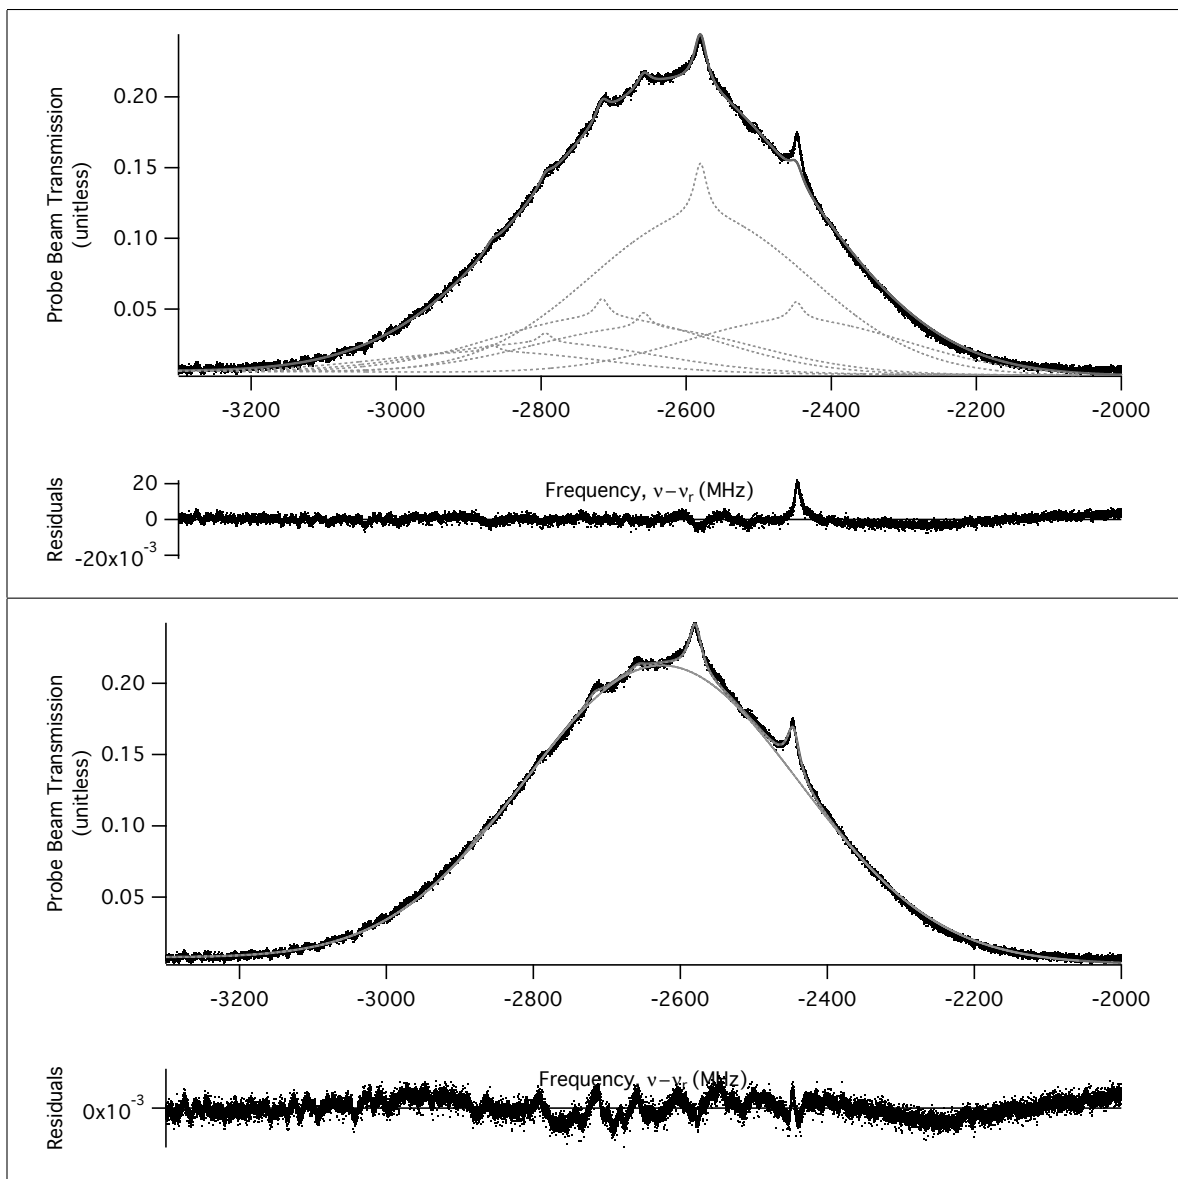 Probe Beam Transmission
(unitless)
0.20
0.15
0.10
0.05
-3200 -3000 -2800 -2600 -2400 -2200 -2000
Frequency, ν−νr (MHz)
Residuals
20
0
-20x10-3
Probe Beam Transmission
(unitless)
0.20
0.15
0.10
0.05
-3200 -3000 -2800 -2600 -2400 -2200 -2000
Frequency, ν−νr (MHz)
Residuals
0x10-3